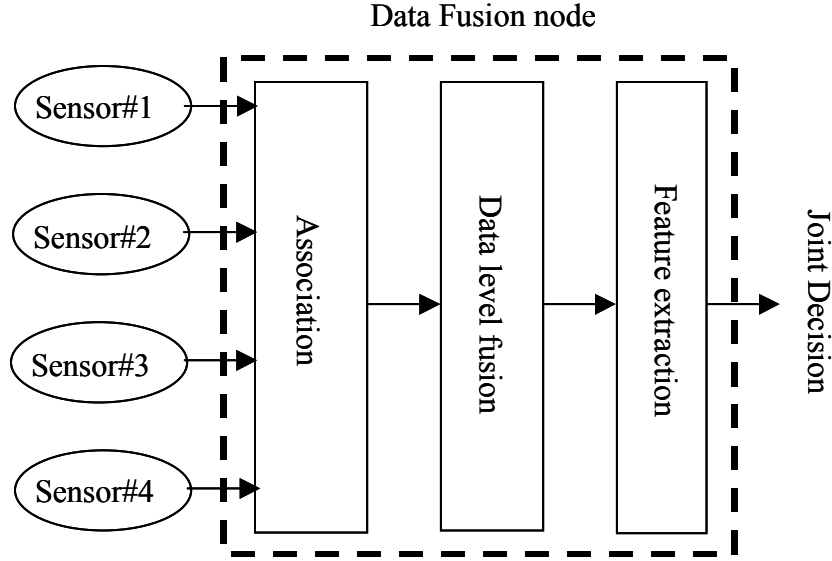 Data Fusion node
Sensor#1
Sensor#2
Sensor#3
Sensor#4
Association
Data level fusion
Feature extraction
Joint Decision